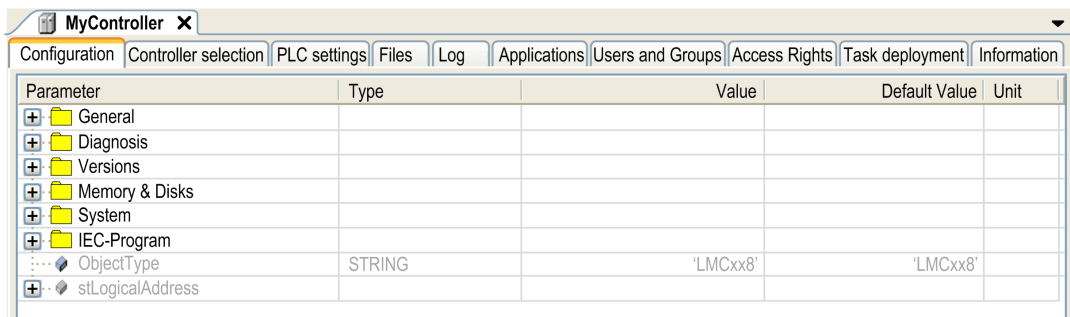 MyController
Configuration Controller selection PLC settings Files Log Applications Users and Groups Access Rights Task deployment Information
Parameter Type Value Default Value Unit
General
Diagnosis
Versions
Memory & Disks
System
IEC-Program
ObjectType STRING ‘LMCxx8’ ‘LMCxx8’
stLogicalAddress